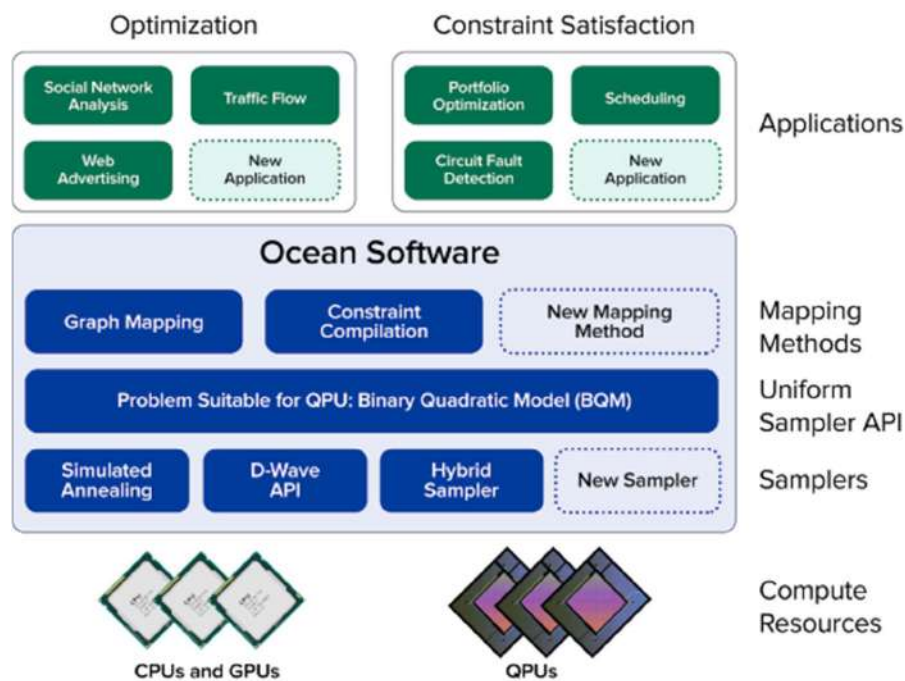 Optimization
Constraint Satisfaction
Social Network
Analysis
Traffic Flow
Web
Advertising
New
Application
Portfolio
Optimization
Scheduling
Circuit Fault
Detection
New
Application
Applications
Ocean Software
Graph Mapping
Constraint
Compilation
New Mapping
Method
Mapping
Methods
Problem Suitable for QPU: Binary Quadratic Model (BQM)
Uniform
Sampler API
Simulated
Annealing
D-Wave
API
Hybrid
Sampler
New Sampler
Samplers
CPU
CPU
CPU
Compute
Resources
CPUs and GPUs
QPUs